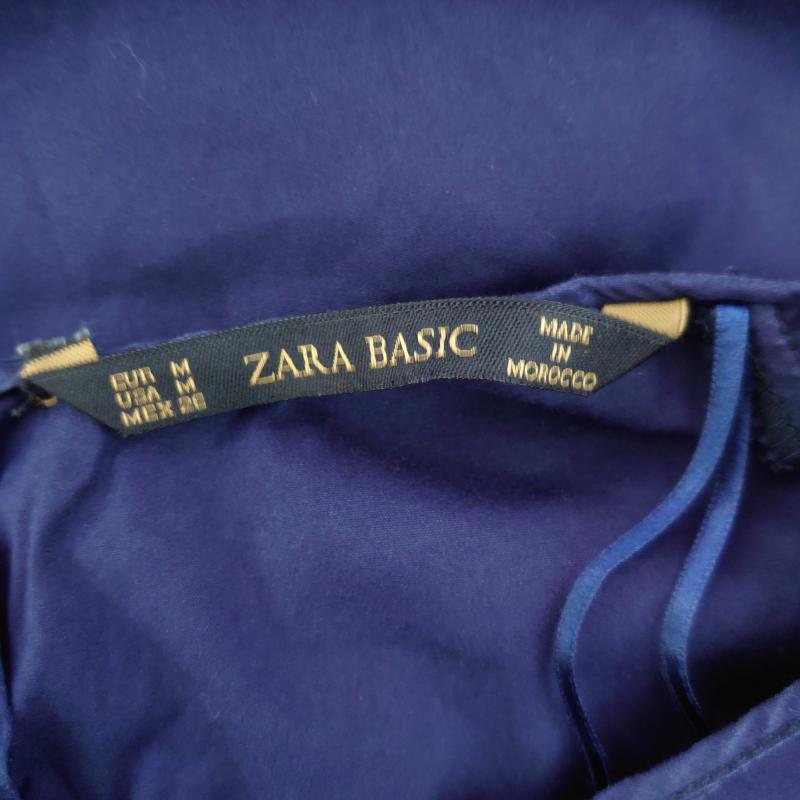 EUR M
USA M
MEX 28
ZARA BASIC
MADE
IN
MOROCCO